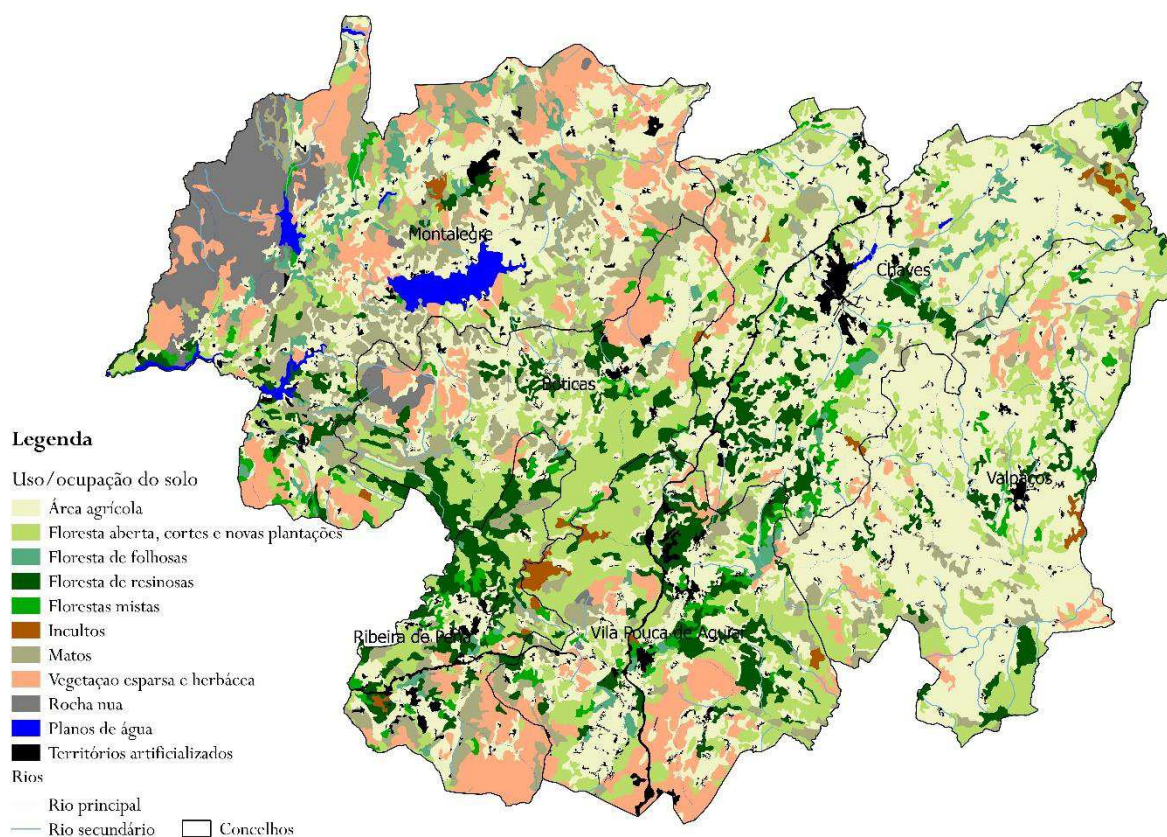 Montalegre
Chaves
Boticas
Valpaços
Ribeira de Pena
Vila Pouca de Aguiar
Legenda
Uso/ocupação do solo
Área agrícola
Floresta aberta, cortes e novas plantações
Floresta de folhosas
Floresta de resinosas
Florestas mistas
Incultos
Matos
Vegetaçao esparsa e herbácea
Rocha nua
Planos de água
Territórios artificializados
Rios
Rio principal
Rio secundário
Concelhos